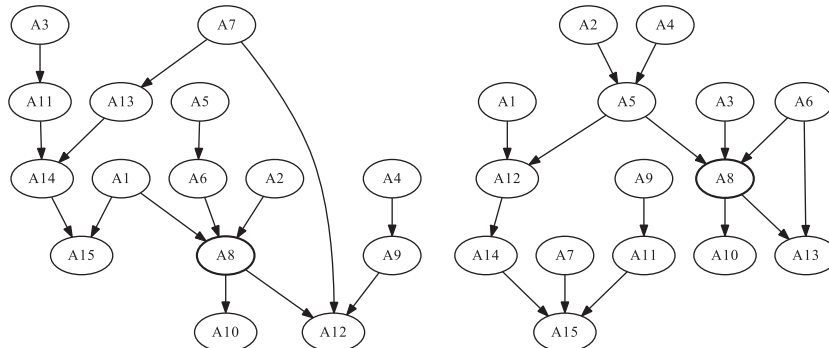 A3 A7
A11 A13 A5
A14 A1 A6 A2 A4
A15 A8 A9
A10 A12
A2 A4
A1 A5 A3 A6
A12 A9 A8
A14 A7 A11 A10 A13
A15